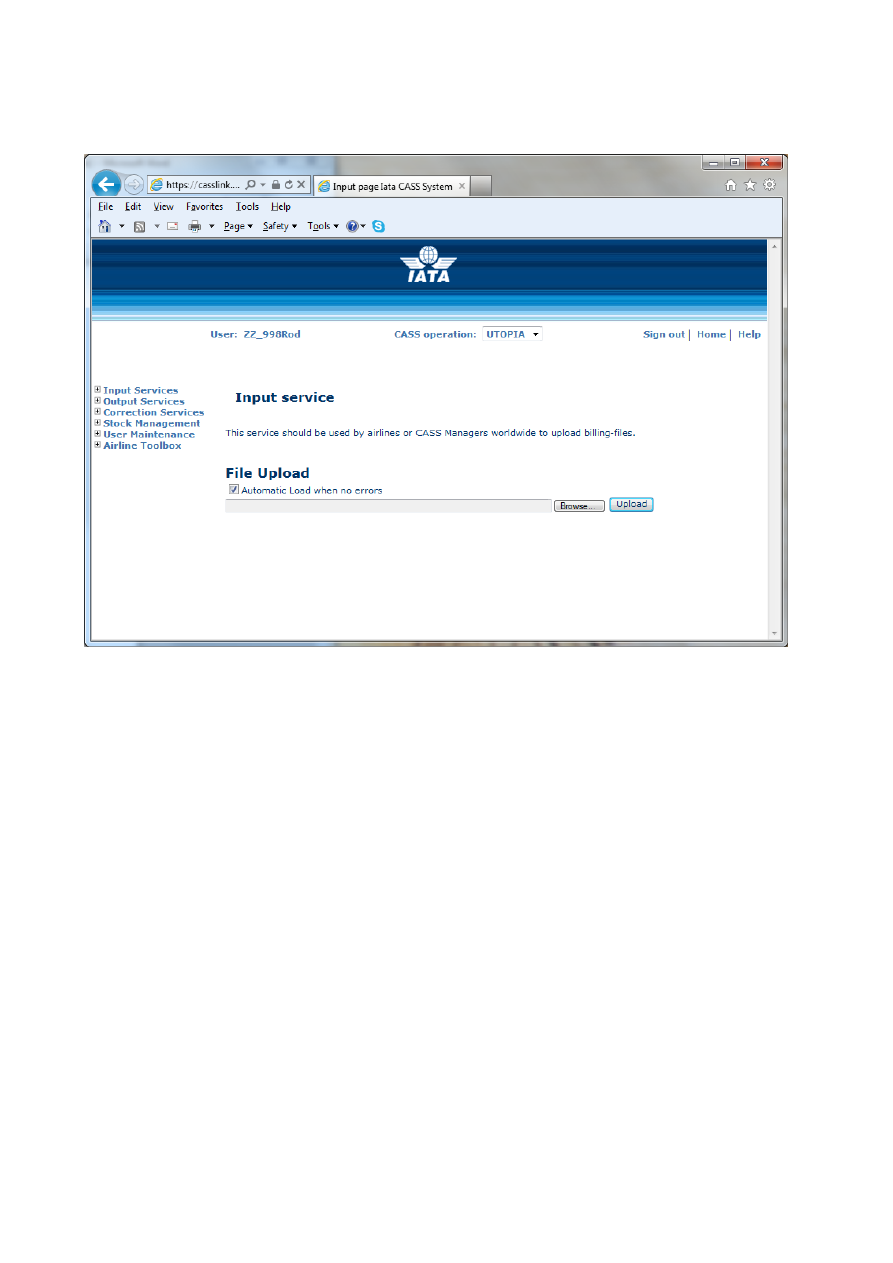 https://casslink....
Input page Iata CASS System
File Edit View Favorites Tools Help
Page Safety Tools
IATA
User: ZZ_998Rod CASS operation: UTOPIA Sign out | Home | Help
Input Services
Output Services
Correction Services
Stock Management
User Maintenance
Airline Toolbox
Input service
This service should be used by airlines or CASS Managers worldwide to upload billing-files.
File Upload
Automatic Load when no errors
Browse... Upload